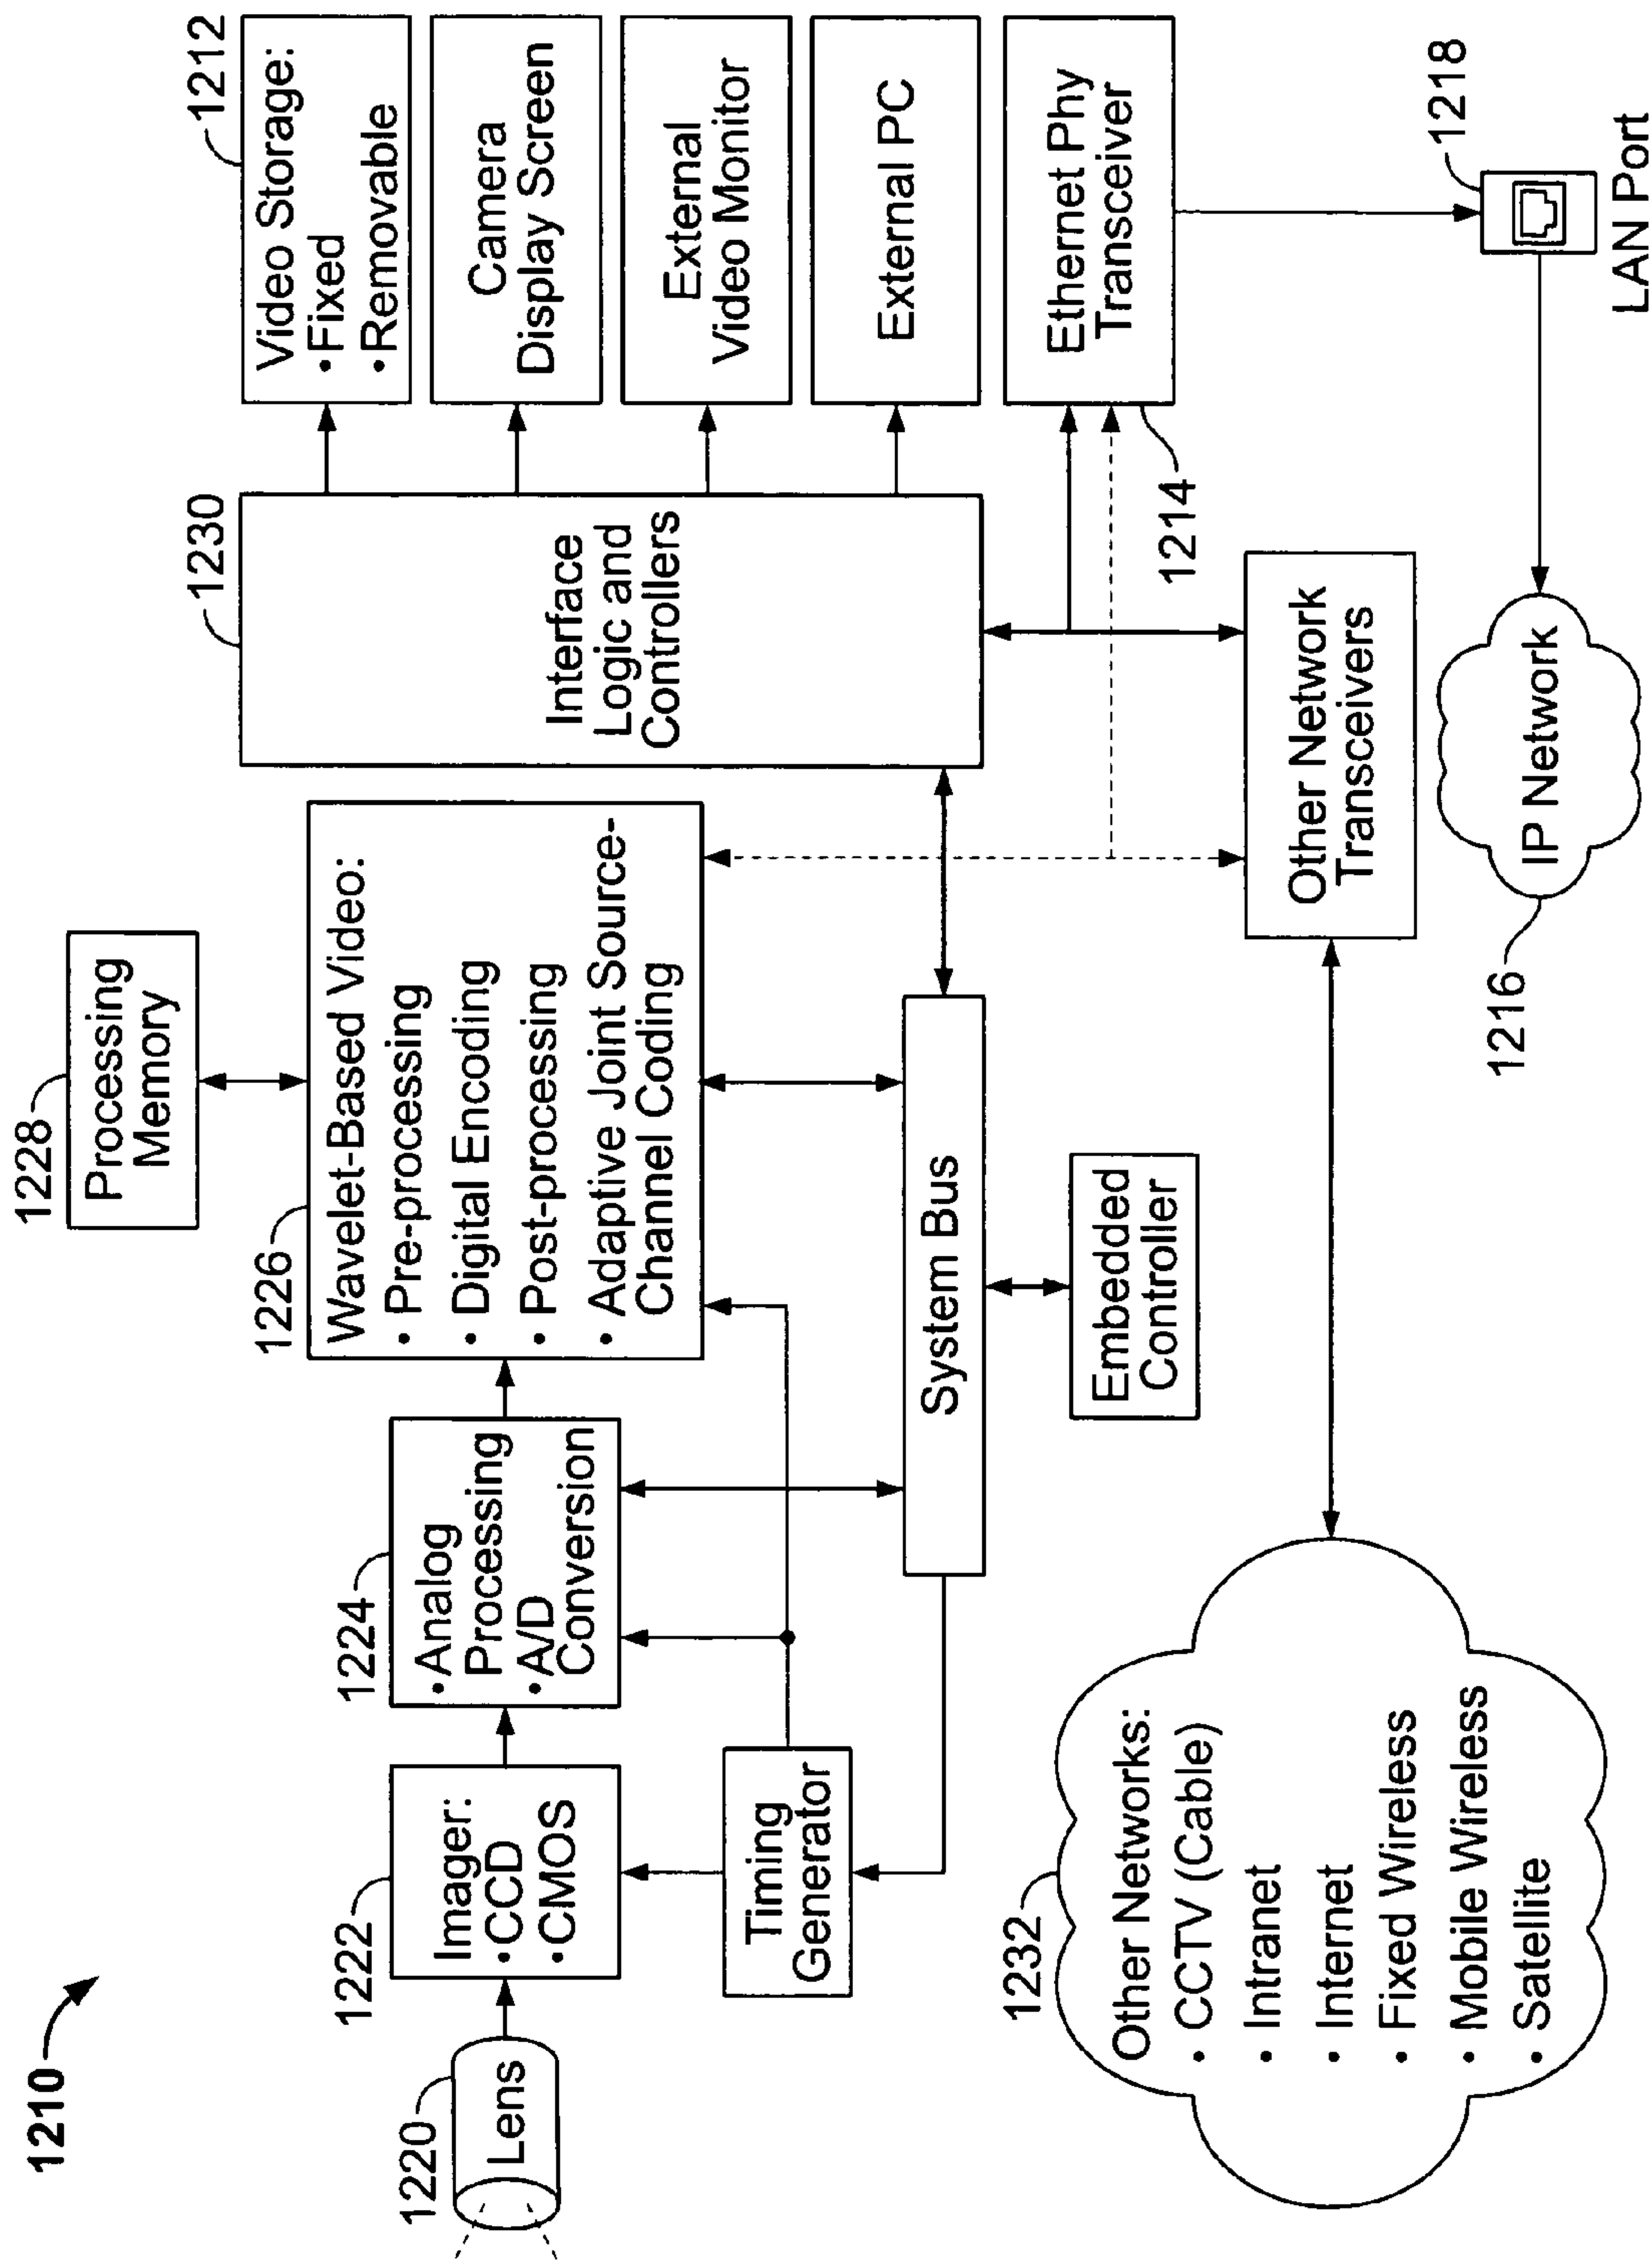 1210
1228
Processing
Memory
1212
Video Storage:
•Fixed
•Removable
1230
Interface
Logic and
Controllers
Camera
Display Screen
External
Video Monitor
External PC
Ethernet Phy
Transceiver
1214
1218
LAN Port
1226
Wavelet-Based Video:
• Pre-processing
• Digital Encoding
• Post-processing
• Adaptive Joint Source-
Channel Coding
1224
•Analog
Processing
•A/D
Conversion
1222
Imager:
•CCD
•CMOS
1220
Lens
Timing
Generator
System Bus
Embedded
Controller
Other Network
Transceivers
1216
IP Network
1232
Other Networks:
• CCTV (Cable)
• Intranet
• Internet
• Fixed Wireless
• Mobile Wireless
• Satellite